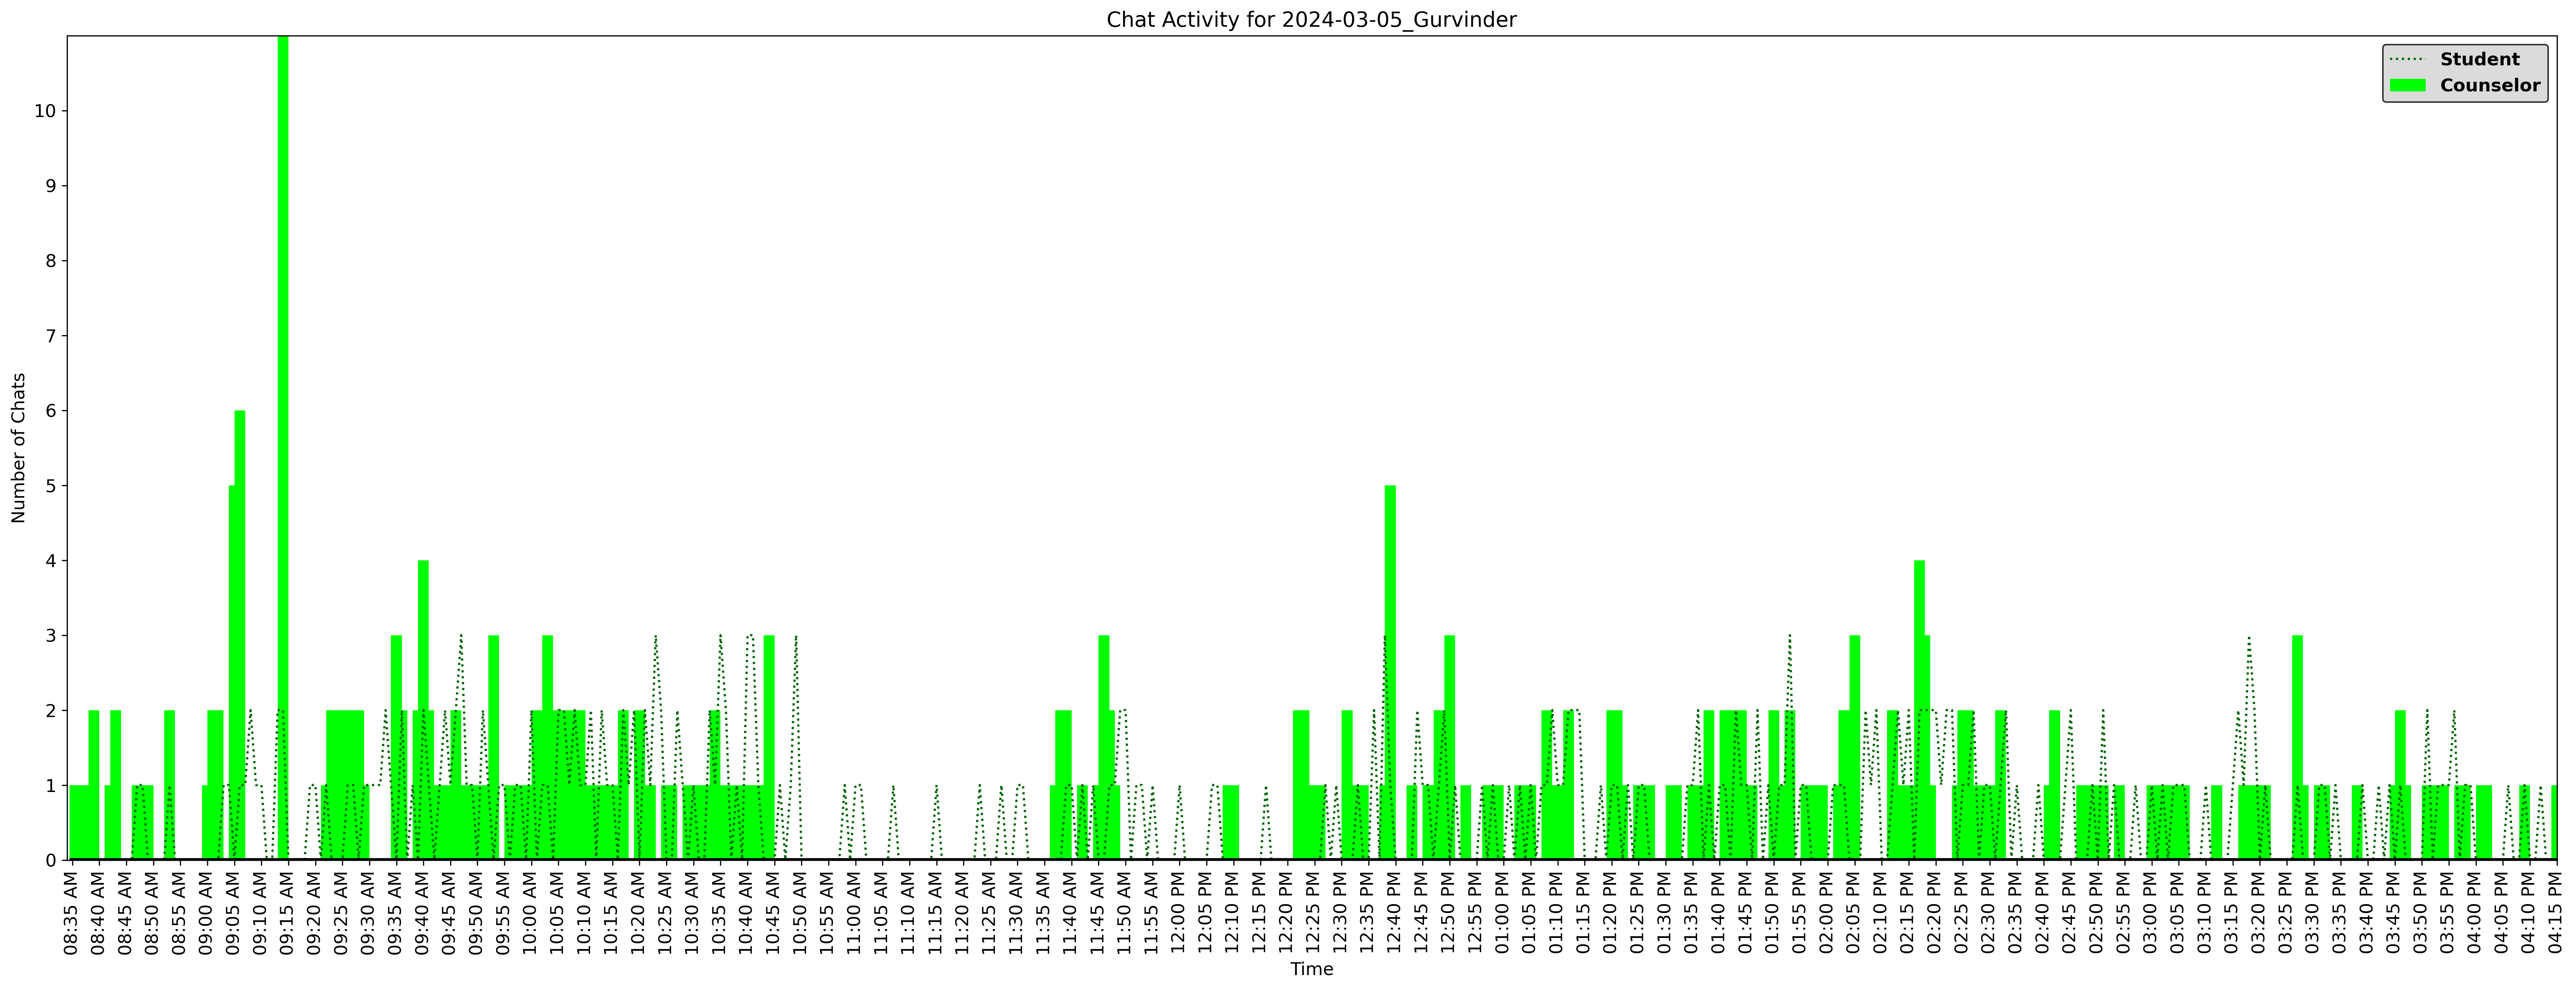 Chat Activity for 2024-03-05_Gurvinder
Student
Counselor
Number of Chats
10
9
8
7
6
5
4
3
2
1
0
08:35 AM
08:40 AM
08:45 AM
08:50 AM
08:55 AM
09:00 AM
09:05 AM
09:10 AM
09:15 AM
09:20 AM
09:25 AM
09:30 AM
09:35 AM
09:40 AM
09:45 AM
09:50 AM
09:55 AM
10:00 AM
10:05 AM
10:10 AM
10:15 AM
10:20 AM
10:25 AM
10:30 AM
10:35 AM
10:40 AM
10:45 AM
10:50 AM
10:55 AM
11:00 AM
11:05 AM
11:10 AM
11:15 AM
11:20 AM
11:25 AM
11:30 AM
11:35 AM
11:40 AM
11:45 AM
11:50 AM
11:55 AM
12:00 PM
12:05 PM
12:10 PM
12:15 PM
12:20 PM
12:25 PM
12:30 PM
12:35 PM
12:40 PM
12:45 PM
12:50 PM
12:55 PM
01:00 PM
01:05 PM
01:10 PM
01:15 PM
01:20 PM
01:25 PM
01:30 PM
01:35 PM
01:40 PM
01:45 PM
01:50 PM
01:55 PM
02:00 PM
02:05 PM
02:10 PM
02:15 PM
02:20 PM
02:25 PM
02:30 PM
02:35 PM
02:40 PM
02:45 PM
02:50 PM
02:55 PM
03:00 PM
03:05 PM
03:10 PM
03:15 PM
03:20 PM
03:25 PM
03:30 PM
03:35 PM
03:40 PM
03:45 PM
03:50 PM
03:55 PM
04:00 PM
04:05 PM
04:10 PM
04:15 PM
Time